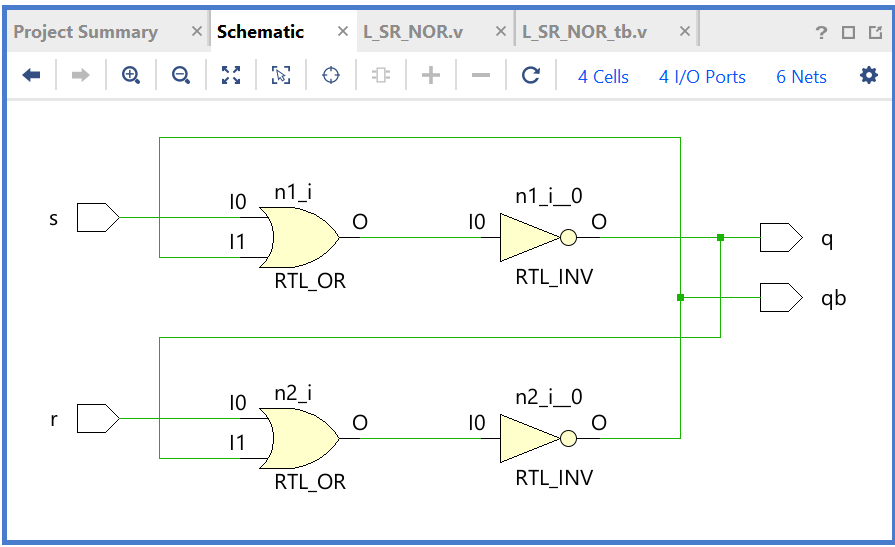 Project Summary × Schematic × L_SR_NOR.v × L_SR_NOR_tb.v × ?
4 Cells 4 I/O Ports 6 Nets
n1_i n1_i__0
s I0 O I0 O
I1 q
RTL_OR RTL_INV
qb
n2_i n2_i__0
r I0 O I0 O
I1
RTL_OR RTL_INV